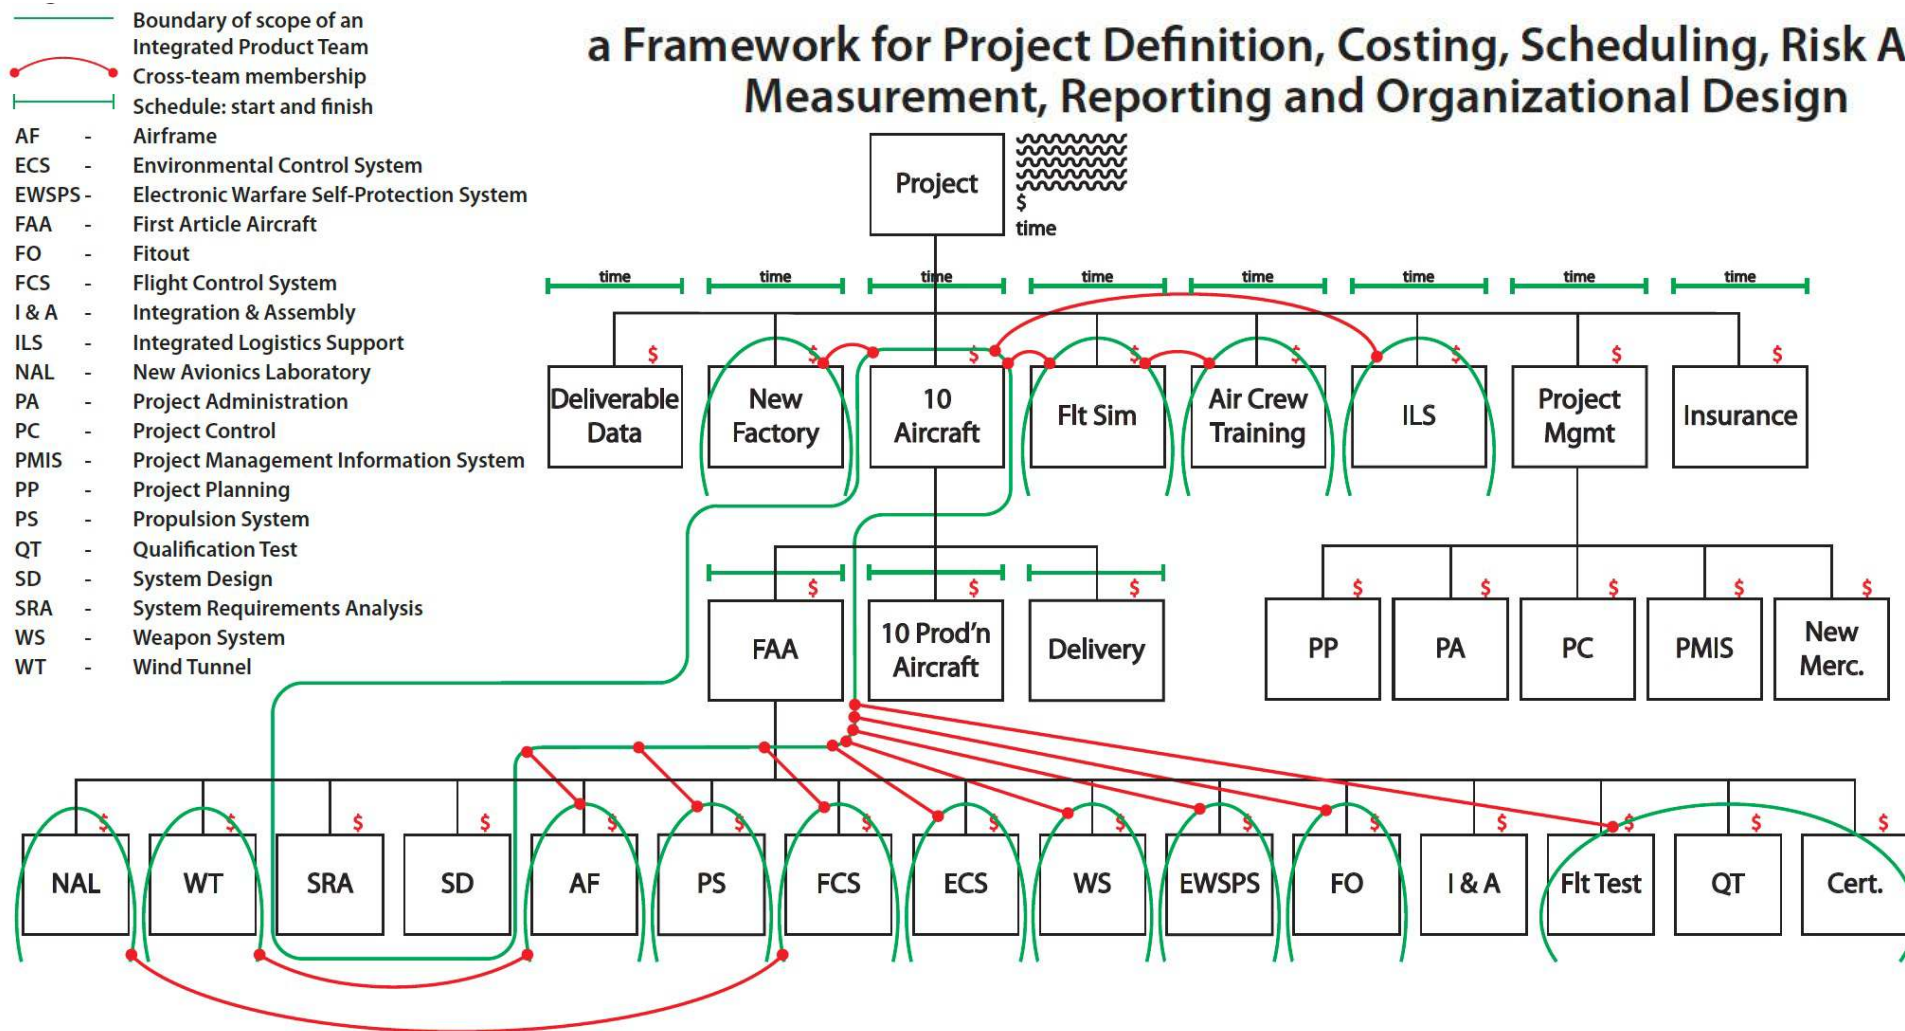 a Framework for Project Definition, Costing, Scheduling, Risk A
Measurement, Reporting and Organizational Design
Boundary of scope of an
Integrated Product Team
Cross-team membership
Schedule: start and finish
AF - Airframe
ECS - Environmental Control System
EWSPS - Electronic Warfare Self-Protection System
FAA - First Article Aircraft
FO - Fitout
FCS - Flight Control System
I & A - Integration & Assembly
ILS - Integrated Logistics Support
NAL - New Avionics Laboratory
PA - Project Administration
PC - Project Control
PMIS - Project Management Information System
PP - Project Planning
PS - Propulsion System
QT - Qualification Test
SD - System Design
SRA - System Requirements Analysis
WS - Weapon System
WT - Wind Tunnel
Project
$
time
time time time time time time time time
$ $ $ $ $ $ $ $
Deliverable
Data
New
Factory
10
Aircraft
Flt Sim
Air Crew
Training
ILS
Project
Mgmt
Insurance
$ $ $
FAA
10 Prod'n
Aircraft
Delivery
$ $ $ $ $
PP
PA
PC
PMIS
New
Merc.
$ $ $ $ $ $ $ $ $ $ $ $ $ $ $
NAL
WT
SRA
SD
AF
PS
FCS
ECS
WS
EWSPS
FO
I & A
Flt Test
QT
Cert.